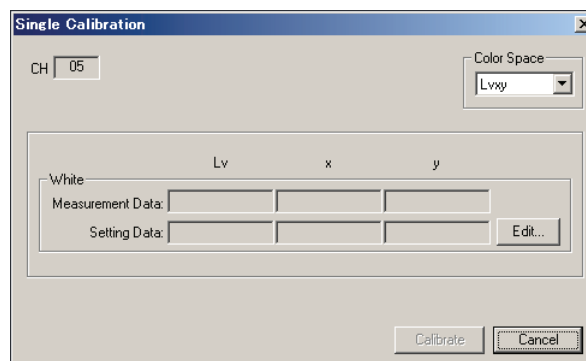 Single Calibration
CH 05
Color Space
Lvxy
Lv x y
White
Measurement Data:
Setting Data: Edit...
Calibrate Cancel